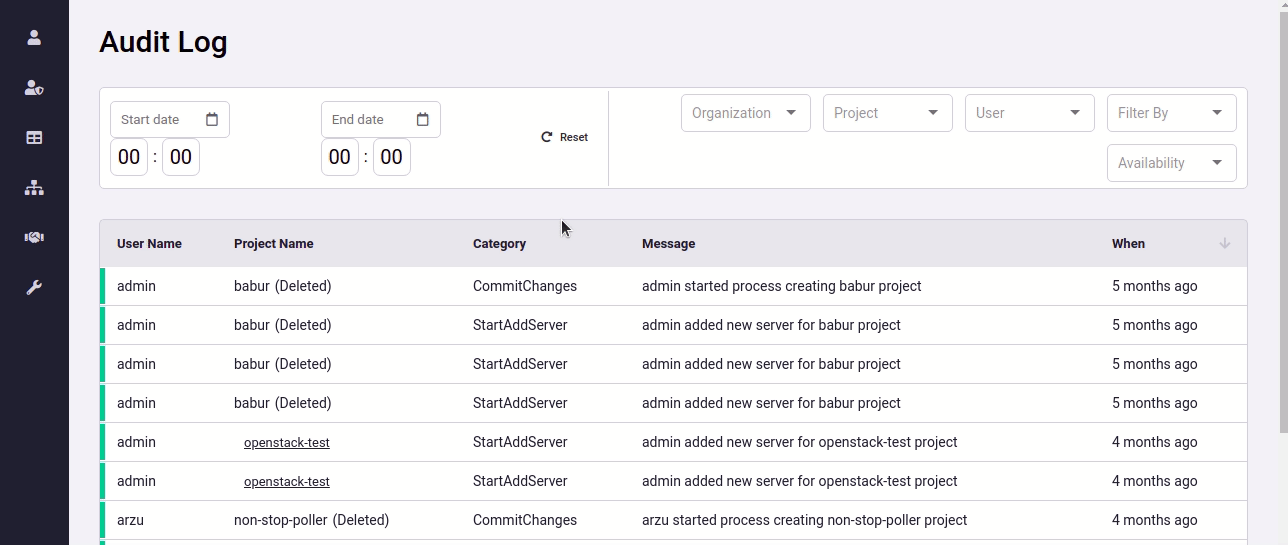 Audit Log
Start date End date Reset Organization Project User Filter By
00 : 00 00 : 00 Availability
User Name Project Name Category Message When
admin babur (Deleted) CommitChanges admin started process creating babur project 5 months ago
admin babur (Deleted) StartAddServer admin added new server for babur project 5 months ago
admin babur (Deleted) StartAddServer admin added new server for babur project 5 months ago
admin babur (Deleted) StartAddServer admin added new server for babur project 5 months ago
admin openstack-test StartAddServer admin added new server for openstack-test project 4 months ago
admin openstack-test StartAddServer admin added new server for openstack-test project 4 months ago
arzu non-stop-poller (Deleted) CommitChanges arzu started process creating non-stop-poller project 4 months ago